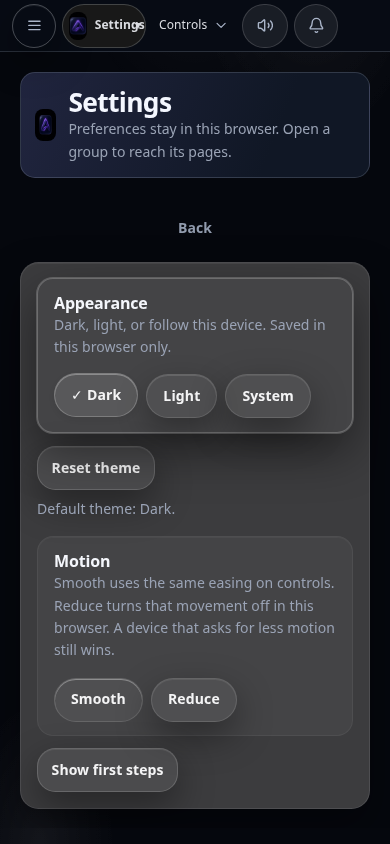 Settings
Controls
Settings
Preferences stay in this browser. Open a
group to reach its pages.
Back
Appearance
Dark, light, or follow this device. Saved in
this browser only.
✓ Dark
Light
System
Reset theme
Default theme: Dark.
Motion
Smooth uses the same easing on controls.
Reduce turns that movement off in this
browser. A device that asks for less motion
still wins.
Smooth
Reduce
Show first steps